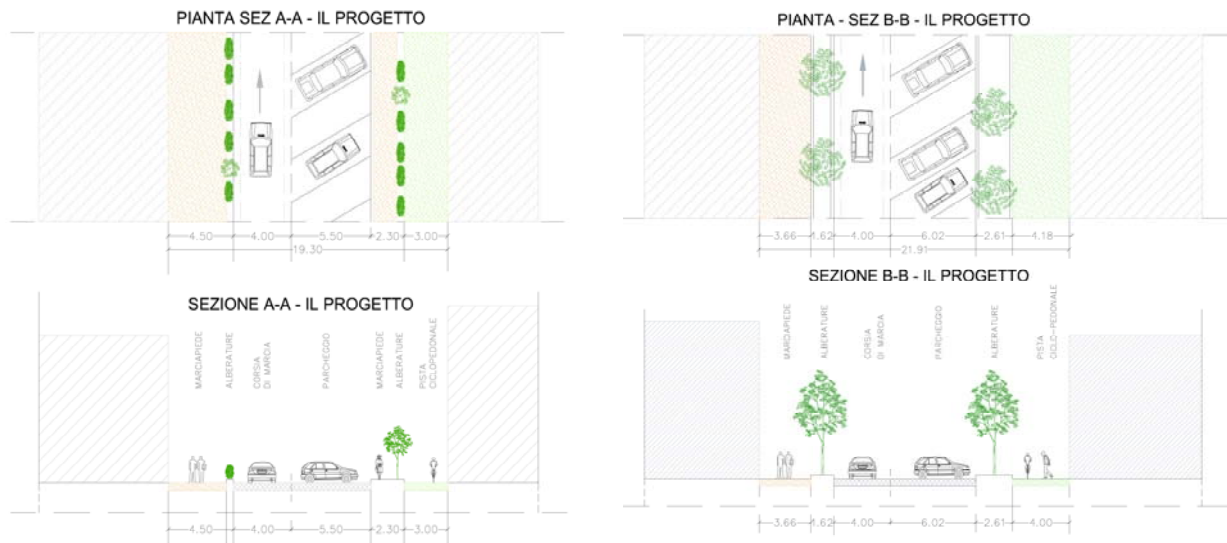 PIANTA SEZ A-A - IL PROGETTO
4.50 4.00 5.50 2.30 3.00
19.30
SEZIONE A-A - IL PROGETTO
MARCIAPIEDE
ALBERATURE
CORSIA
DI MARCIA
PARCHEGGIO
MARCIAPIEDE
ALBERATURE
PISTA
CICLOPEDONALE
4.50 4.00 5.50 2.30 3.00
PIANTA - SEZ B-B - IL PROGETTO
3.66 1.62 4.00 6.02 2.61 4.18
21.91
SEZIONE B-B - IL PROGETTO
MARCIAPIEDE
ALBERATURE
CORSIA
DI MARCIA
PARCHEGGIO
ALBERATURE
PISTA
CICLO-PEDONALE
3.66 1.62 4.00 6.02 2.61 4.00